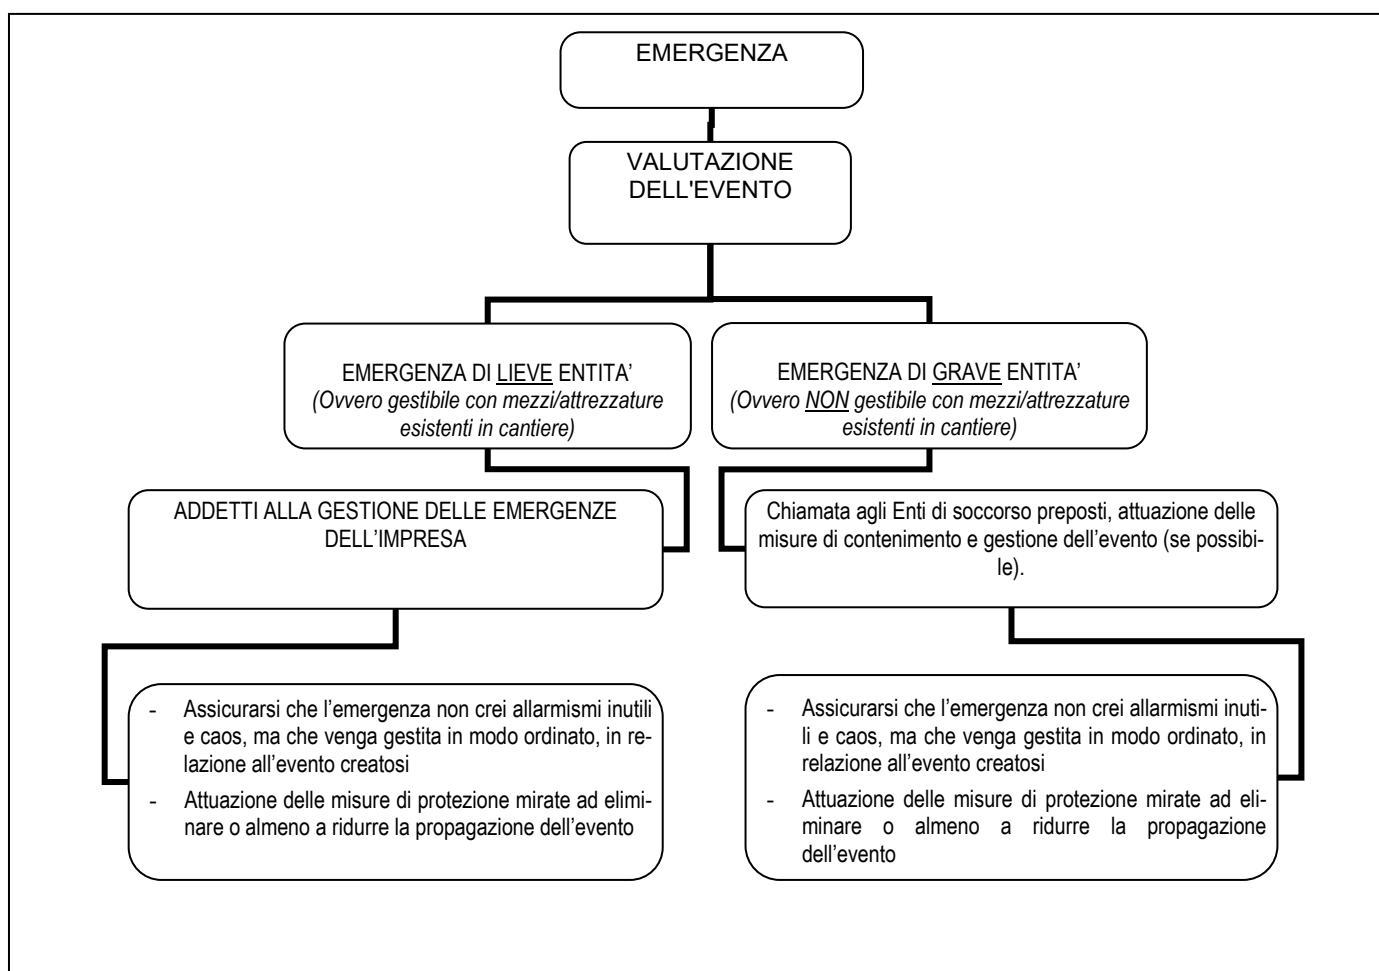 EMERGENZA
VALUTAZIONE
DELL'EVENTO
EMERGENZA DI LIEVE ENTITA’
(Ovvero gestibile con mezzi/attrezzature
esistenti in cantiere)
EMERGENZA DI GRAVE ENTITA’
(Ovvero NON gestibile con mezzi/attrezzature
esistenti in cantiere)
ADDETTI ALLA GESTIONE DELLE EMERGENZE
DELL’IMPRESA
Chiamata agli Enti di soccorso preposti, attuazione delle
misure di contenimento e gestione dell’evento (se possibi-
le).
- Assicurarsi che l’emergenza non crei allarmismi inutili
e caos, ma che venga gestita in modo ordinato, in re-
lazione all’evento creatosi
- Attuazione delle misure di protezione mirate ad elimi-
nare o almeno a ridurre la propagazione dell’evento
- Assicurarsi che l’emergenza non crei allarmismi inuti-
li e caos, ma che venga gestita in modo ordinato, in
relazione all’evento creatosi
- Attuazione delle misure di protezione mirate ad eli-
minare o almeno a ridurre la propagazione
dell’evento